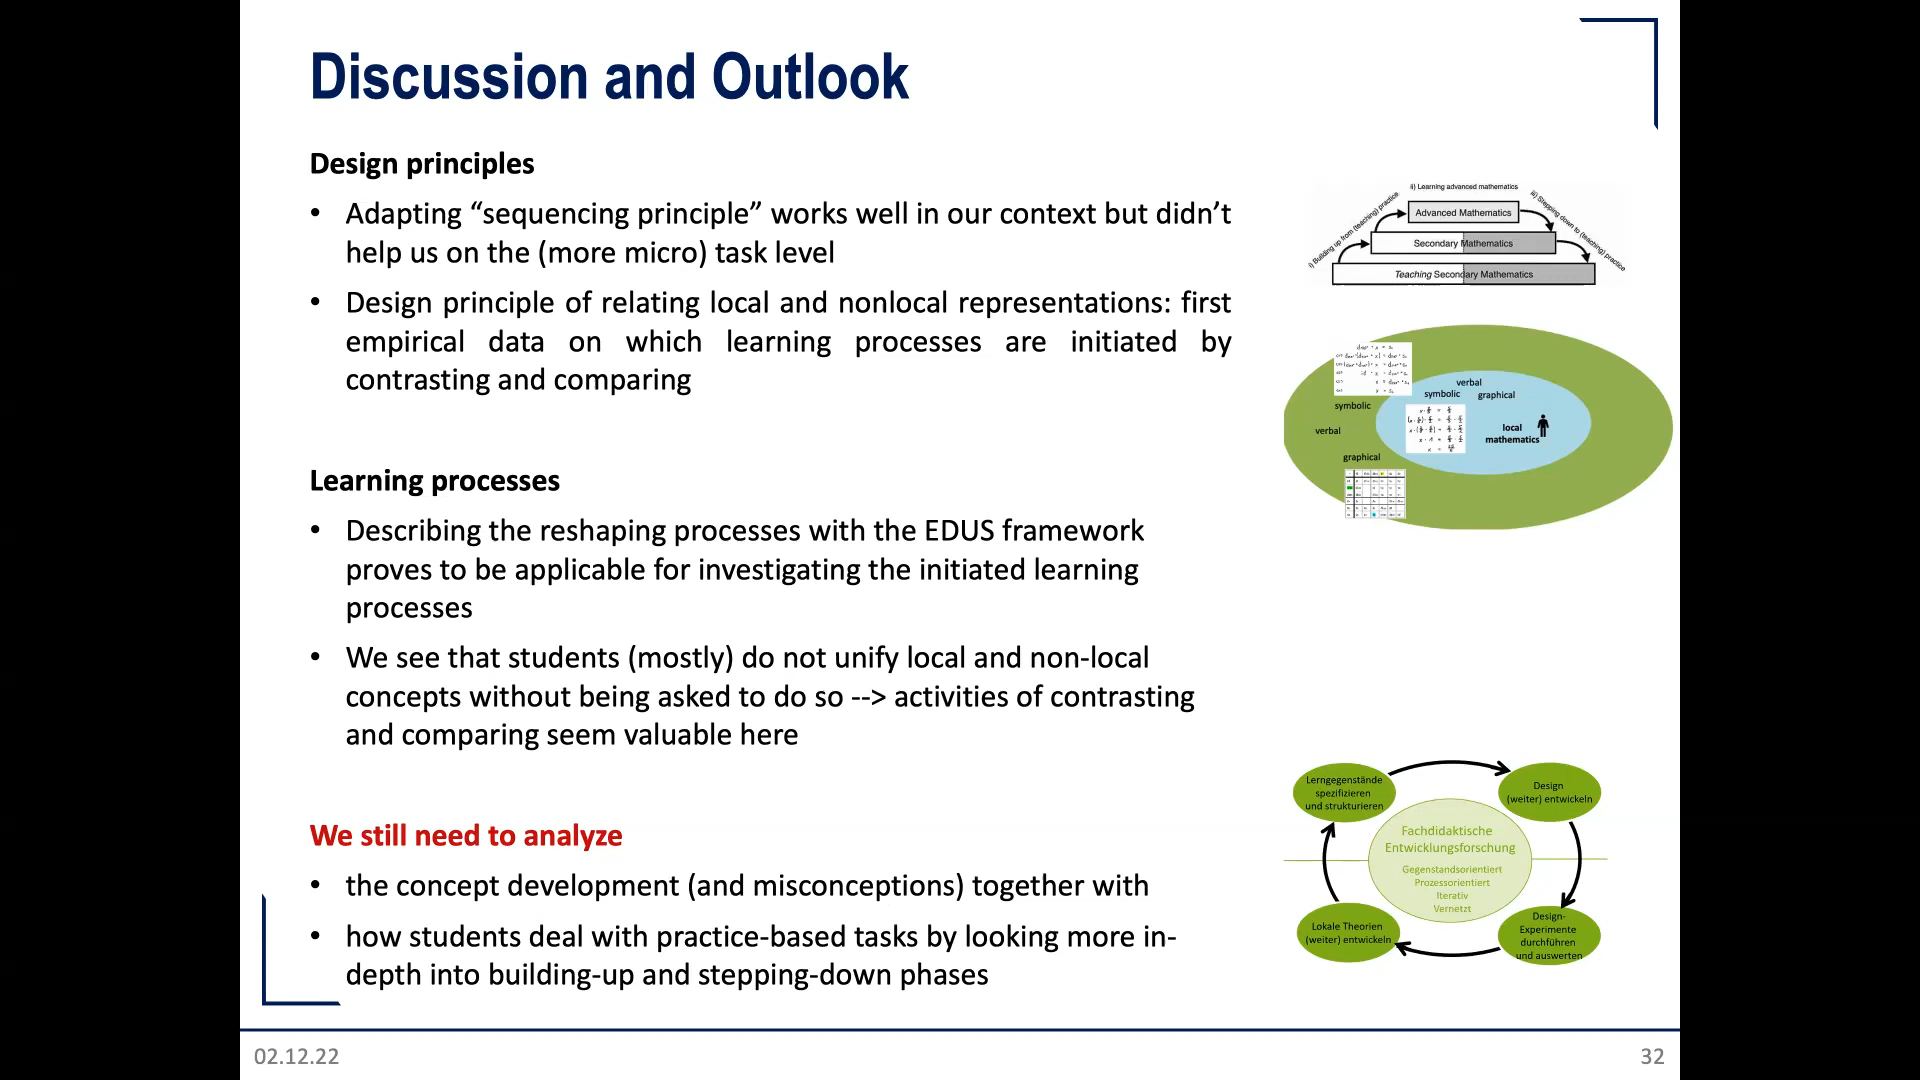 Discussion and Outlook
Design principles
• Adapting “sequencing principle” works well in our context but didn’t
help us on the (more micro) task level
• Design principle of relating local and nonlocal representations: first
empirical data on which learning processes are initiated by
contrasting and comparing
Learning processes
• Describing the reshaping processes with the EDUS framework
proves to be applicable for investigating the initiated learning
processes
• We see that students (mostly) do not unify local and non-local
concepts without being asked to do so --> activities of contrasting
and comparing seem valuable here
We still need to analyze
• the concept development (and misconceptions) together with
• how students deal with practice-based tasks by looking more in-
depth into building-up and stepping-down phases
ii) Learning advanced mathematics
i) Building up from (teaching) practice
iii) Stepping down to (teaching) practice
Advanced Mathematics
Secondary Mathematics
Teaching Secondary Mathematics
verbal
symbolic graphical
symbolic
verbal
graphical
local
mathematics
Lerngegenstände
spezifizieren
und strukturieren
Design
(weiter) entwickeln
Fachdidaktische
Entwicklungsforschung
Gegenstandsorientiert
Prozessorientiert
Iterativ
Vernetzt
Lokale Theorien
(weiter) entwickeln
Design-
Experimente
durchführen
und auswerten
02.12.22
32